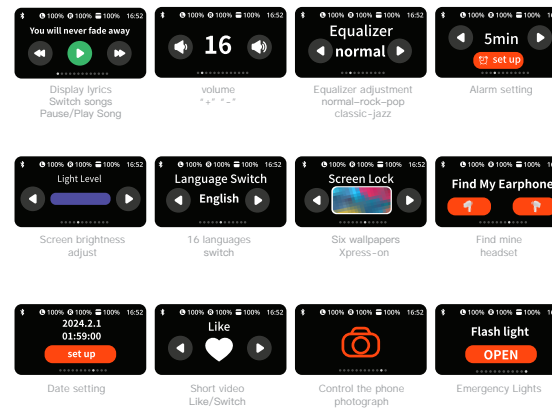 100% 100% 100% 16:52
You will never fade away
Display lyrics
Switch songs
Pause/Play Song
100% 100% 100% 16:52
16
volume
"+" "-"
100% 100% 100% 16:52
Equalizer
normal
Equalizer adjustment
normal-rock-pop
classic-jazz
100% 100% 100%
5min
set up
Alarm setting
100% 100% 100% 16:52
Light Level
Screen brightness
adjust
100% 100% 100% 16:52
Language Switch
English
16 languages
switch
100% 100% 100% 16:52
Screen Lock
Six wallpapers
Xpress-on
100% 100% 100%
Find My Earphone
Find mine
headset
100% 100% 100% 16:52
2024.2.1
01:59:00
set up
Date setting
100% 100% 100% 16:52
Like
Short video
Like/Switch
100% 100% 100% 16:52
Control the phone
photograph
100% 100% 100%
Flash light
OPEN
Emergency Lights